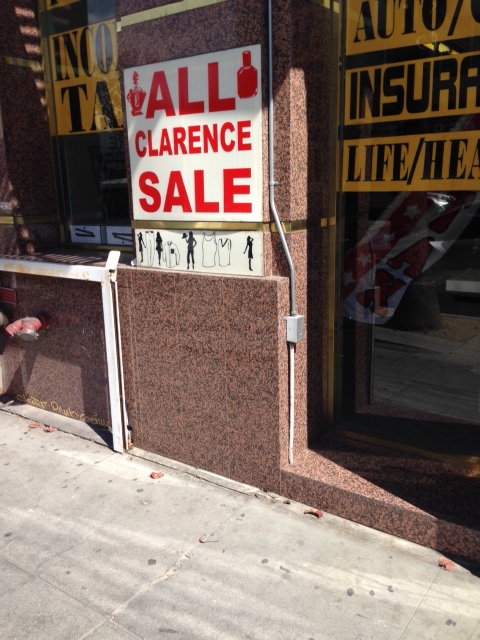 INCO
TA
ALL
CLARENCE
SALE
AUTO/
INSURA
LIFE/HEA